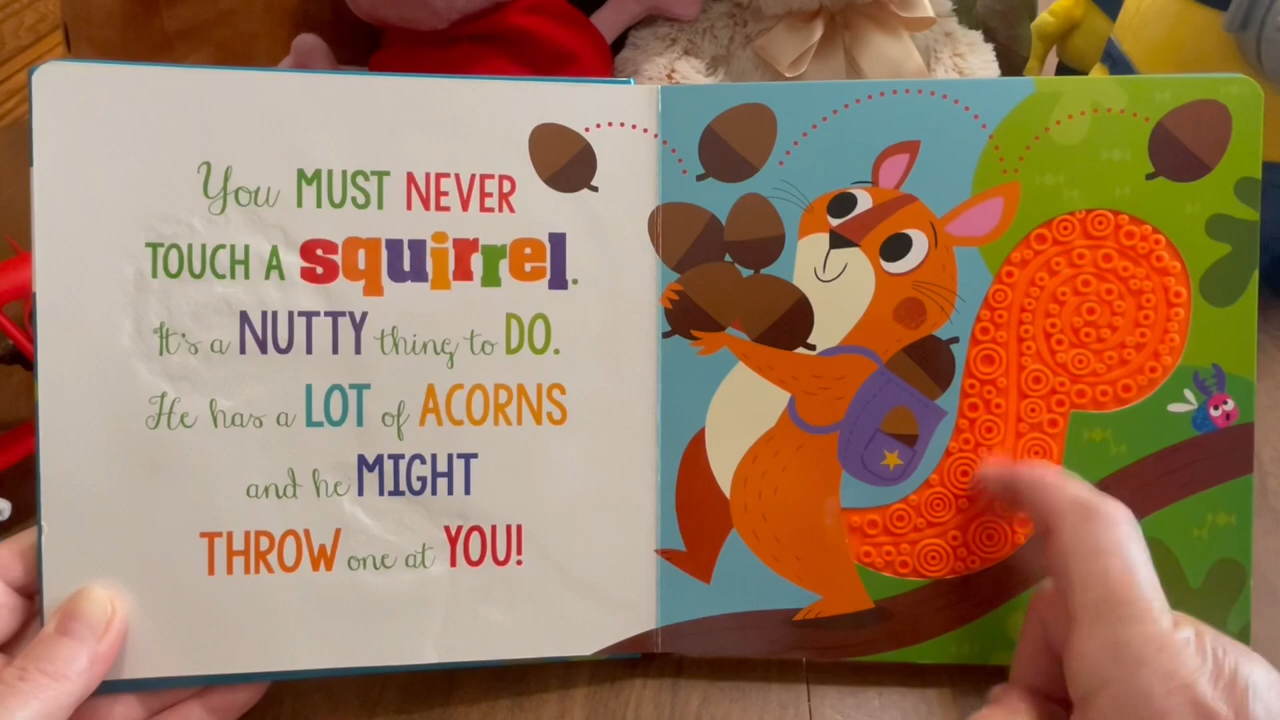 You MUST NEVER
TOUCH A squirrel.
It's a NUTTY thing to DO.
He has a LOT of ACORNS
and he MIGHT
THROW one at YOU!